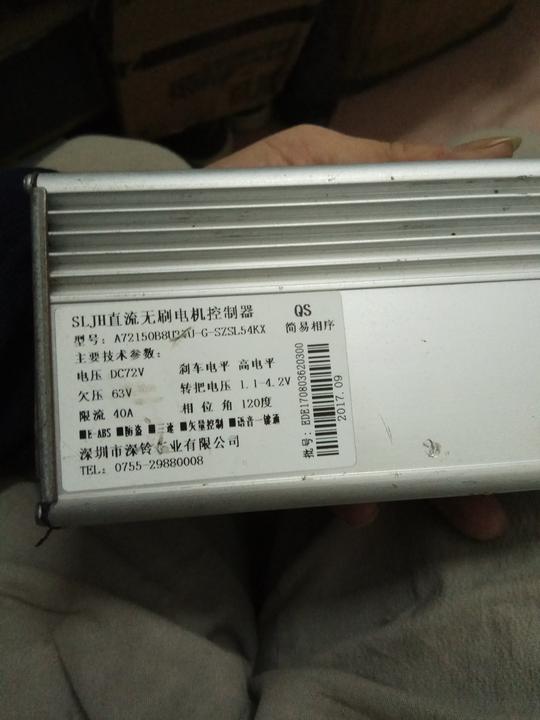 SLJH直流无刷电机控制器
QS
简易相序
型号: -G-SZSL54KX
主要技术参数:
电压 DC72V 刹车电平 高电平
欠压 63V 转把电压 1.1-4.2V
限流 40A 相位角 120度
■E-ABS ■ ■三速 ■矢量控制 ■语音一键通
深圳市深铃 业有限公司
TEL: 0755-29880008
批号: EDE170803620300
2017.09